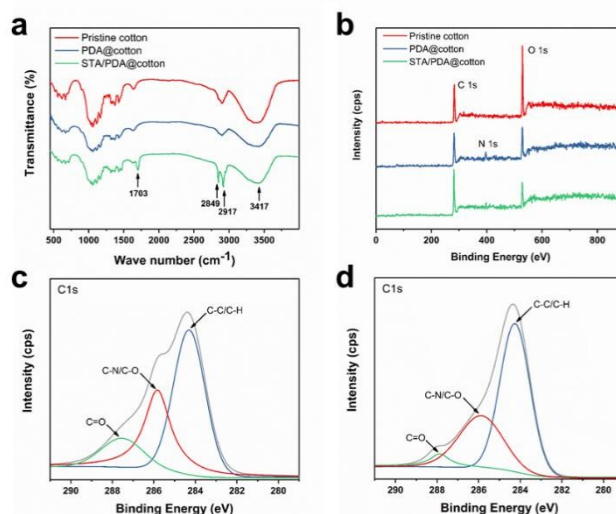 a
Pristine cotton
PDA@cotton
STA/PDA@cotton
Transmittance (%)
1703
2849
2917
3417
500 1000 1500 2000 2500 3000 3500
Wave number (cm-1)
b
Pristine cotton
PDA@cotton
STA/PDA@cotton
O 1s
C 1s
N 1s
Intensity (cps)
0 200 400 600 800
Binding Energy (eV)
c
C1s
C-C/C-H
C-N/C-O
C=O
Intensity (cps)
290 288 286 284 282 280
Binding Energy (eV)
d
C1s
C-C/C-H
C-N/C-O
C=O
Intensity (cps)
290 288 286 284 282 280
Binding Energy (eV)